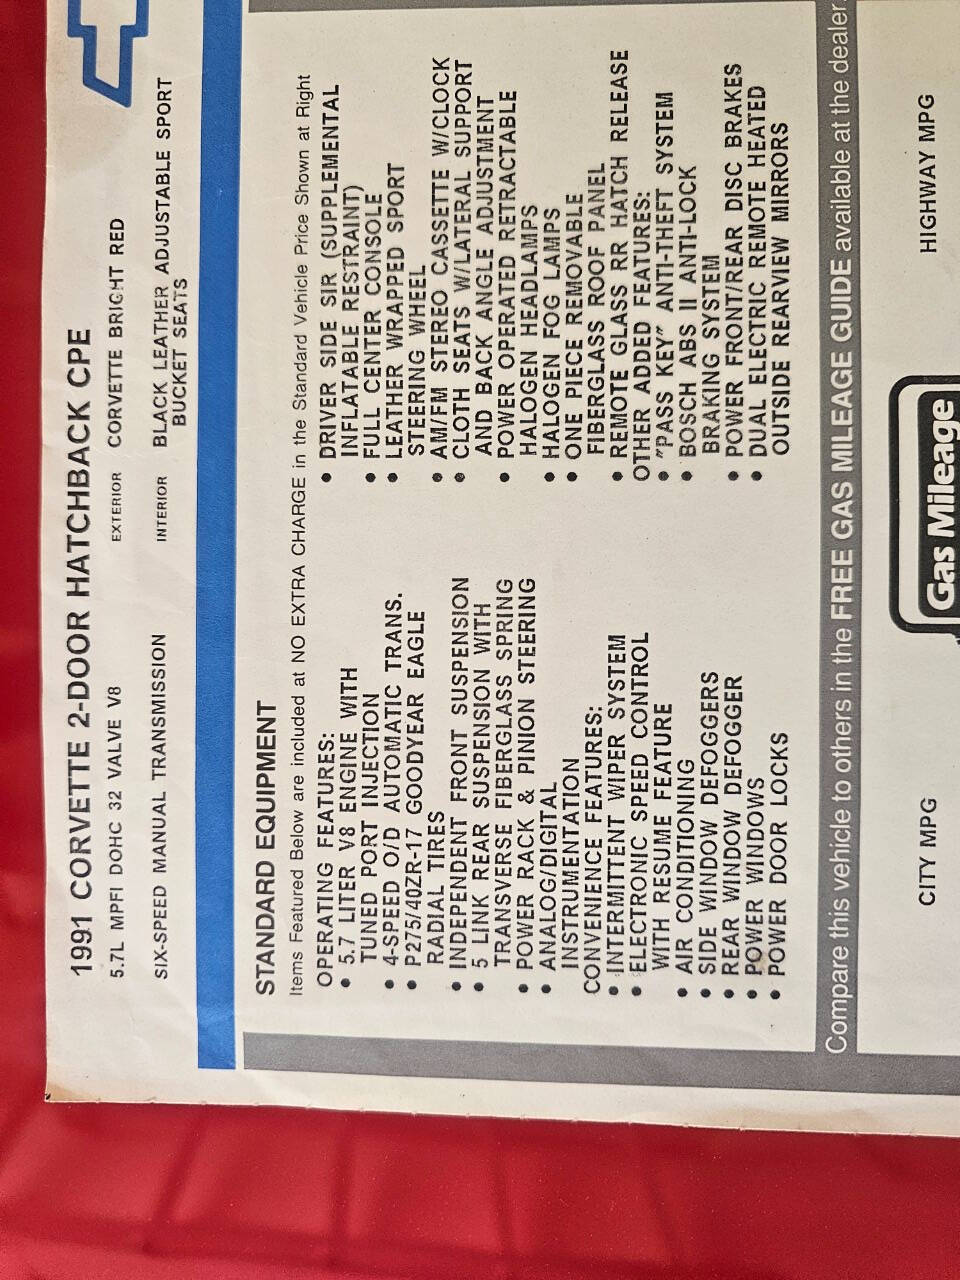 1991 CORVETTE 2-DOOR HATCHBACK CPE
5.7L MPFI DOHC 32 VALVE V8
EXTERIOR CORVETTE BRIGHT RED
SIX-SPEED MANUAL TRANSMISSION
INTERIOR BLACK LEATHER ADJUSTABLE SPORT
BUCKET SEATS
STANDARD EQUIPMENT
Items Featured Below are included at NO EXTRA CHARGE in the Standard Vehicle Price Shown at Right
OPERATING FEATURES:
• 5.7 LITER V8 ENGINE WITH
TUNED PORT INJECTION
• 4-SPEED O/D AUTOMATIC TRANS.
• P275/40ZR-17 GOODYEAR EAGLE
RADIAL TIRES
• INDEPENDENT FRONT SUSPENSION
• 5 LINK REAR SUSPENSION WITH
TRANSVERSE FIBERGLASS SPRING
• POWER RACK & PINION STEERING
• ANALOG/DIGITAL
INSTRUMENTATION
CONVENIENCE FEATURES:
• INTERMITTENT WIPER SYSTEM
• ELECTRONIC SPEED CONTROL
WITH RESUME FEATURE
• AIR CONDITIONING
• SIDE WINDOW DEFOGGERS
• REAR WINDOW DEFOGGER
• POWER WINDOWS
• POWER DOOR LOCKS
• DRIVER SIDE SIR (SUPPLEMENTAL
INFLATABLE RESTRAINT)
• FULL CENTER CONSOLE
• LEATHER WRAPPED SPORT
STEERING WHEEL
• AM/FM STEREO CASSETTE W/CLOCK
• CLOTH SEATS W/LATERAL SUPPORT
AND BACK ANGLE ADJUSTMENT
• POWER OPERATED RETRACTABLE
HALOGEN HEADLAMPS
• HALOGEN FOG LAMPS
• ONE PIECE REMOVABLE
FIBERGLASS ROOF PANEL
• REMOTE GLASS RR HATCH RELEASE
OTHER ADDED FEATURES:
• "PASS KEY" ANTI-THEFT SYSTEM
• BOSCH ABS II ANTI-LOCK
BRAKING SYSTEM
• POWER FRONT/REAR DISC BRAKES
• DUAL ELECTRIC REMOTE HEATED
OUTSIDE REARVIEW MIRRORS
Compare this vehicle to others in the FREE GAS MILEAGE GUIDE available at the dealer.
CITY MPG
Gas Mileage
HIGHWAY MPG